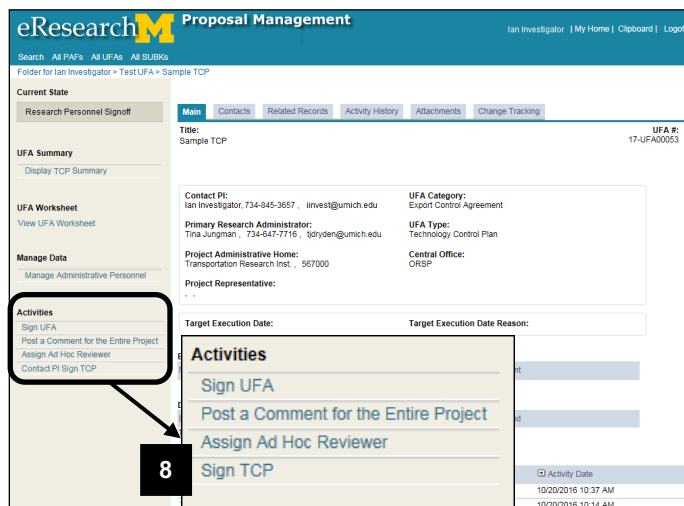 eResearchM Proposal Management
Ian Investigator | My Home | Clipboard | Logof
Search All PAFs All UFAs All SUBKs
Folder for Ian Investigator > Test UFA > Sample TCP
Current State
Research Personnel Signoff
UFA Summary
Display TCP Summary
UFA Worksheet
View UFA Worksheet
Manage Data
Manage Administrative Personnel
Activities
Sign UFA
Post a Comment for the Entire Project
Assign Ad Hoc Reviewer
Contact PI Sign TCP
Main Contacts Related Records Activity History Attachments Change Tracking
Title: UFA #:
Sample TCP 17-UFA00053
Contact PI: UFA Category:
Ian Investigator, 734-845-3657 , iinvest@umich.edu Export Control Agreement
Primary Research Administrator: UFA Type:
Tina Jungman , 734-647-7716 , tjdryden@umich.edu Technology Control Plan
Project Administrative Home: Central Office:
Transportation Research Inst. , 567000 ORSP
Project Representative:
, ,
Target Execution Date: Target Execution Date Reason:
Activities
Sign UFA
Post a Comment for the Entire Project
Assign Ad Hoc Reviewer
Sign TCP
8
Activity Date
10/20/2016 10:37 AM
10/20/2016 10:14 AM